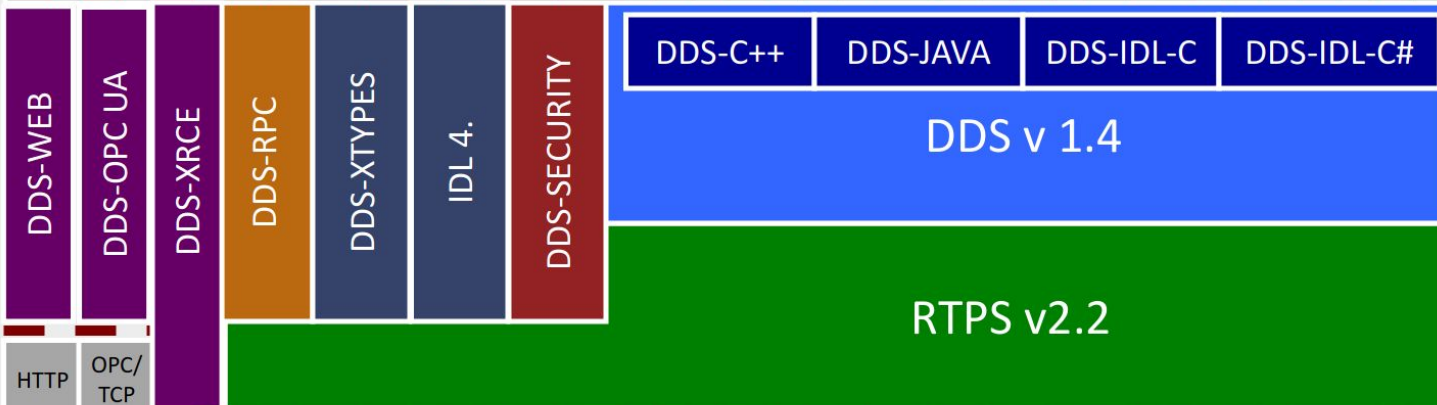 DDS-WEB
DDS-OPC UA
DDS-XRCE
DDS-RPC
DDS-XTYPES
IDL 4.
DDS-SECURITY
DDS-C++
DDS-JAVA
DDS-IDL-C
DDS-IDL-C#
DDS v 1.4
RTPS v2.2
HTTP
OPC/
TCP